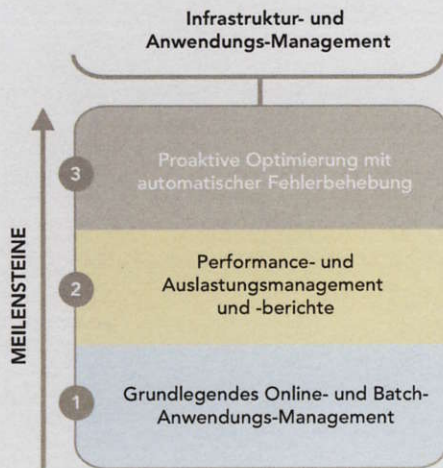 Infrastruktur- und
Anwendungs-Management
MEILENSTEINE
3
Proaktive Optimierung mit
automatischer Fehlerbehebung
2
Performance- und
Auslastungsmanagement
und -berichte
1
Grundlegendes Online- und Batch-
Anwendungs-Management